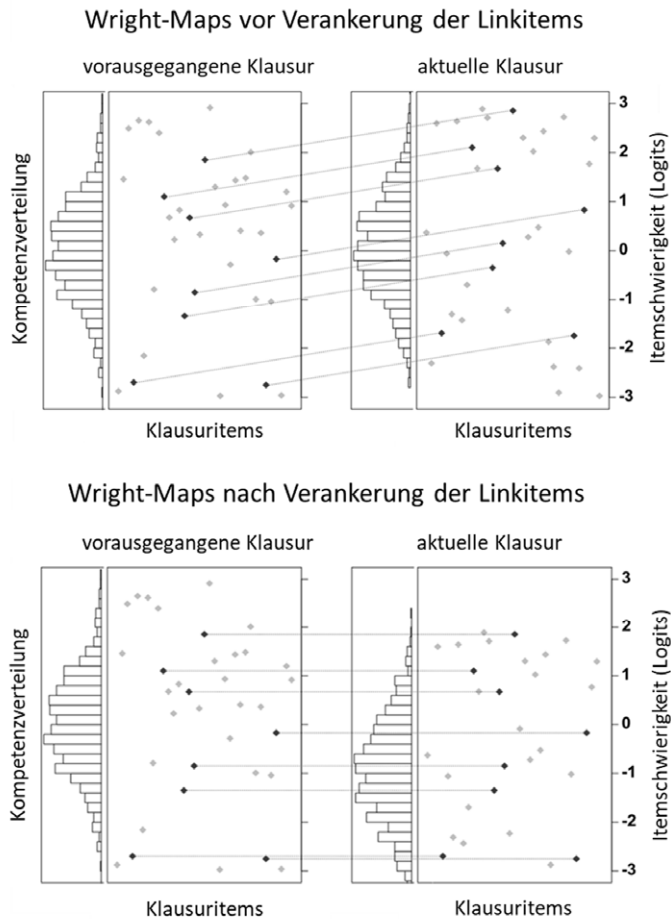 Wright-Maps vor Verankerung der Linkitems
vorausgegangene Klausur
aktuelle Klausur
Kompetenzverteilung
3
2
1
0
-1
-2
-3
Itemschwierigkeit (Logits)
Klausuritems
Klausuritems
Wright-Maps nach Verankerung der Linkitems
vorausgegangene Klausur
aktuelle Klausur
Kompetenzverteilung
3
2
1
0
-1
-2
-3
Itemschwierigkeit (Logits)
Klausuritems
Klausuritems